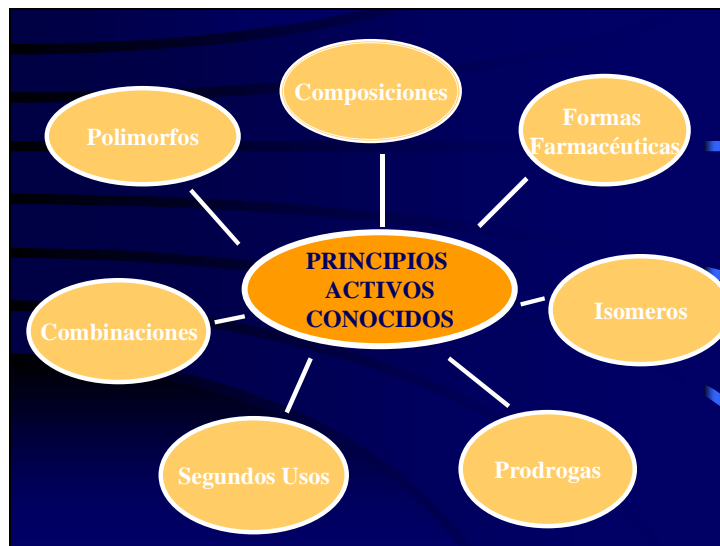 Composiciones
Polimorfos
Formas
Farmacéuticas
PRINCIPIOS
ACTIVOS
CONOCIDOS
Combinaciones
Isomeros
Segundos Usos
Prodrogas